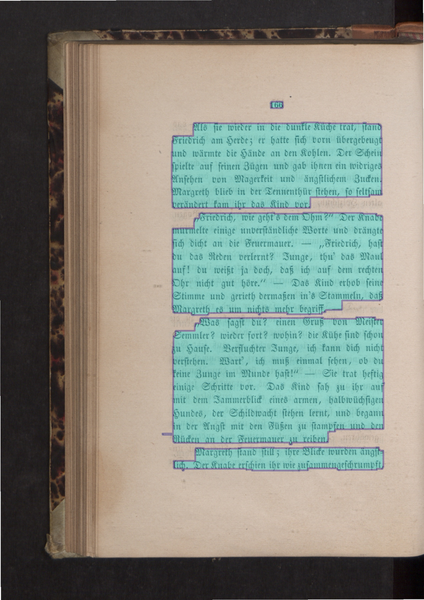 Als sie wieder in die dunkle Küche trat, stand
Friedrich am Herde; er hatte sich vorn übergebeugt
und wärmte die Hände an den Kohlen. Der Schein
spielte auf seinen Zügen und gab ihnen ein widriges
Ansehen von Magerkeit und ängstlichem Zucken.
Margreth blieb in der Tennenthür stehen, so seltsam
verändert kam ihr das Kind vor.
„Friedrich, wie geht's dem Ohm?“ Der Knabe
murmelte einige unverständliche Worte und drängte
sich dicht an die Feuermauer. — „Friedrich, hast
du das Reden verlernt? Junge, thu' das Maul
auf! du weißt ja doch, daß ich auf dem rechten
Ohr nicht gut höre.“ — Das Kind erhob seine
Stimme und gerieth dermaßen in's Stammeln, daß
Margreth es um nichts mehr begriff.
„Was sagst du? einen Gruß von Meister
Semmler? wieder fort? wohin? die Kühe sind schon
zu Hause. Verfluchter Junge, ich kann dich nicht
verstehen. Wart', ich muß einmal sehen, ob du
keine Zunge im Munde hast!“ — Sie trat heftig
einige Schritte vor. Das Kind sah zu ihr auf
mit dem Jammerblick eines armen, halbwüchsigen
Hundes, der Schildwacht stehen lernt, und begann
in der Angst mit den Füßen zu stampfen und den
Rücken an der Feuermauer zu reiben.
Margreth stand still; ihre Blicke wurden ängst-
lich. Der Knabe erschien ihr wie zusammengeschrumpft,